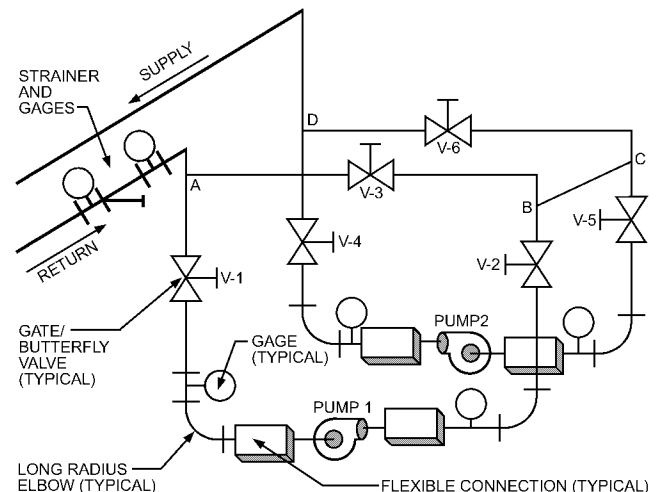 SUPPLY
STRAINER
AND
GAGES
RETURN
A
D
V-6
C
V-3
B
V-5
V-4
V-2
V-1
GATE/
BUTTERFLY
VALVE
(TYPICAL)
GAGE
(TYPICAL)
PUMP2
PUMP 1
LONG RADIUS
ELBOW (TYPICAL)
FLEXIBLE CONNECTION (TYPICAL)